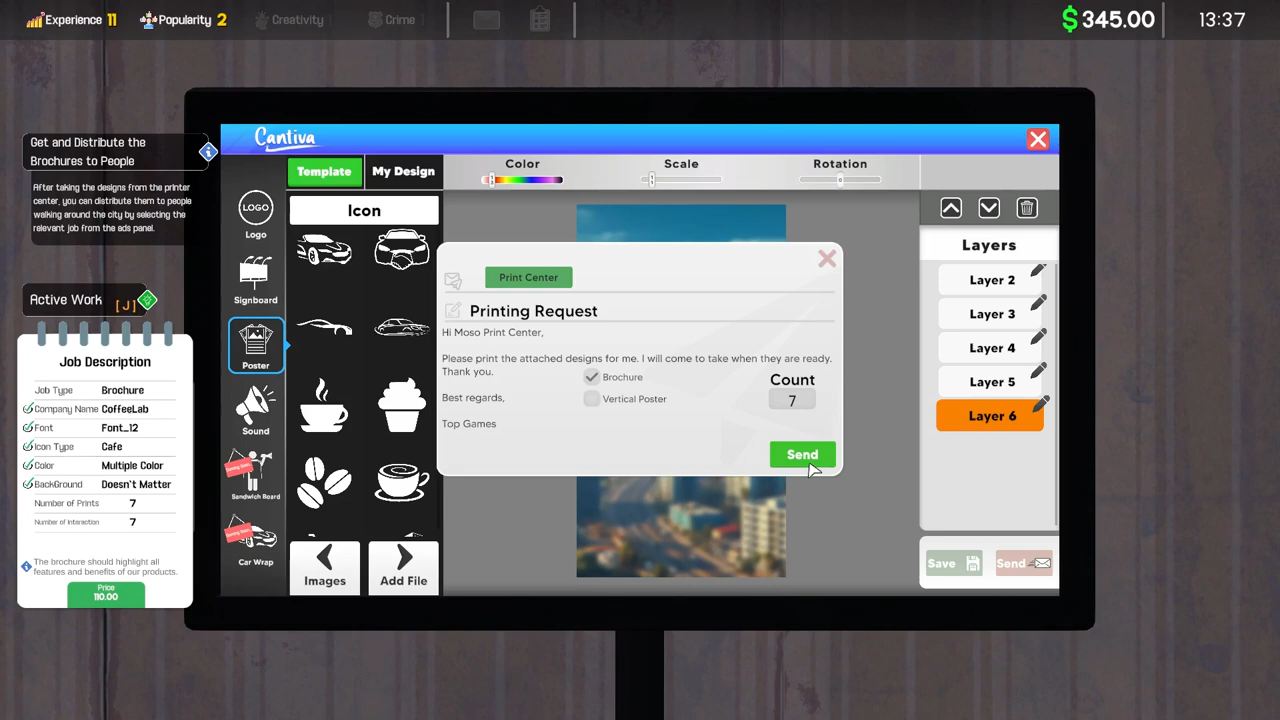 Experience 11
Popularity 2
Creativity
Crime
$345.00
13:37
Get and Distribute the
Brochures to People
After taking the designs from the printer
center, you can distribute them to people
walking around the city by selecting the
relevant job from the ads panel.
Active Work [ J ]
Job Description
Job Type Brochure
Company Name CoffeeLab
Font Font_12
Icon Type Cafe
Color Multiple Color
BackGround Doesn't Matter
Number of Prints 7
Number of Interaction 7
The brochure should highlight all
features and benefits of our products.
Price
110.00
Cantiva
Template
My Design
Color
Scale
Rotation
LOGO
Logo
Signboard
Poster
Sound
Sandwich Board
Car Wrap
Icon
Images
Add File
Print Center
Printing Request
Hi Moso Print Center,
Please print the attached designs for me. I will come to take when they are ready.
Thank you.
Best regards,
Top Games
Brochure
Vertical Poster
Count
7
Send
Layers
Layer 2
Layer 3
Layer 4
Layer 5
Layer 6
Save
Send